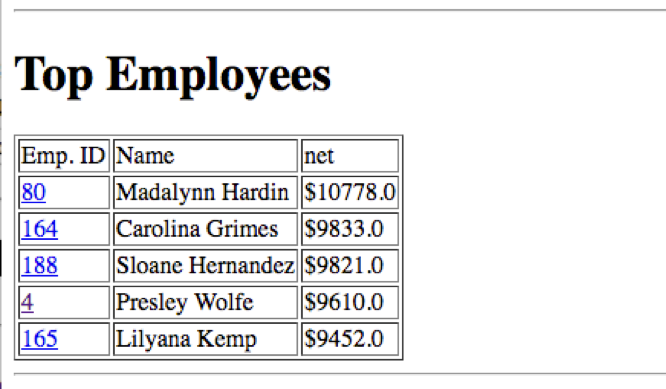 Top Employees
Emp. ID Name net
80 Madalynn Hardin $10778.0
164 Carolina Grimes $9833.0
188 Sloane Hernandez $9821.0
4 Presley Wolfe $9610.0
165 Lilyana Kemp $9452.0